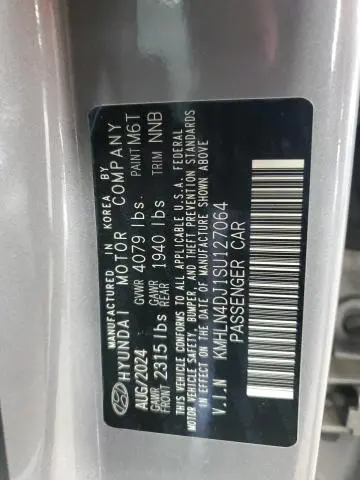 MANUFACTURED IN KOREA BY
HYUNDAI MOTOR COMPANY
AUG/2024 GVWR 4079 lbs. PAINT M6T
GAWR FRONT 2315 lbs GAWR REAR 1940 lbs TRIM NNB
THIS VEHICLE CONFORMS TO ALL APPLICABLE U.S.A. FEDERAL
MOTOR VEHICLE SAFETY, BUMPER, AND THEFT PREVENTION STANDARDS
IN EFFECT ON THE DATE OF MANUFACTURE SHOWN ABOVE
V.I.N KMHLN4DJ1SU127064
PASSENGER CAR